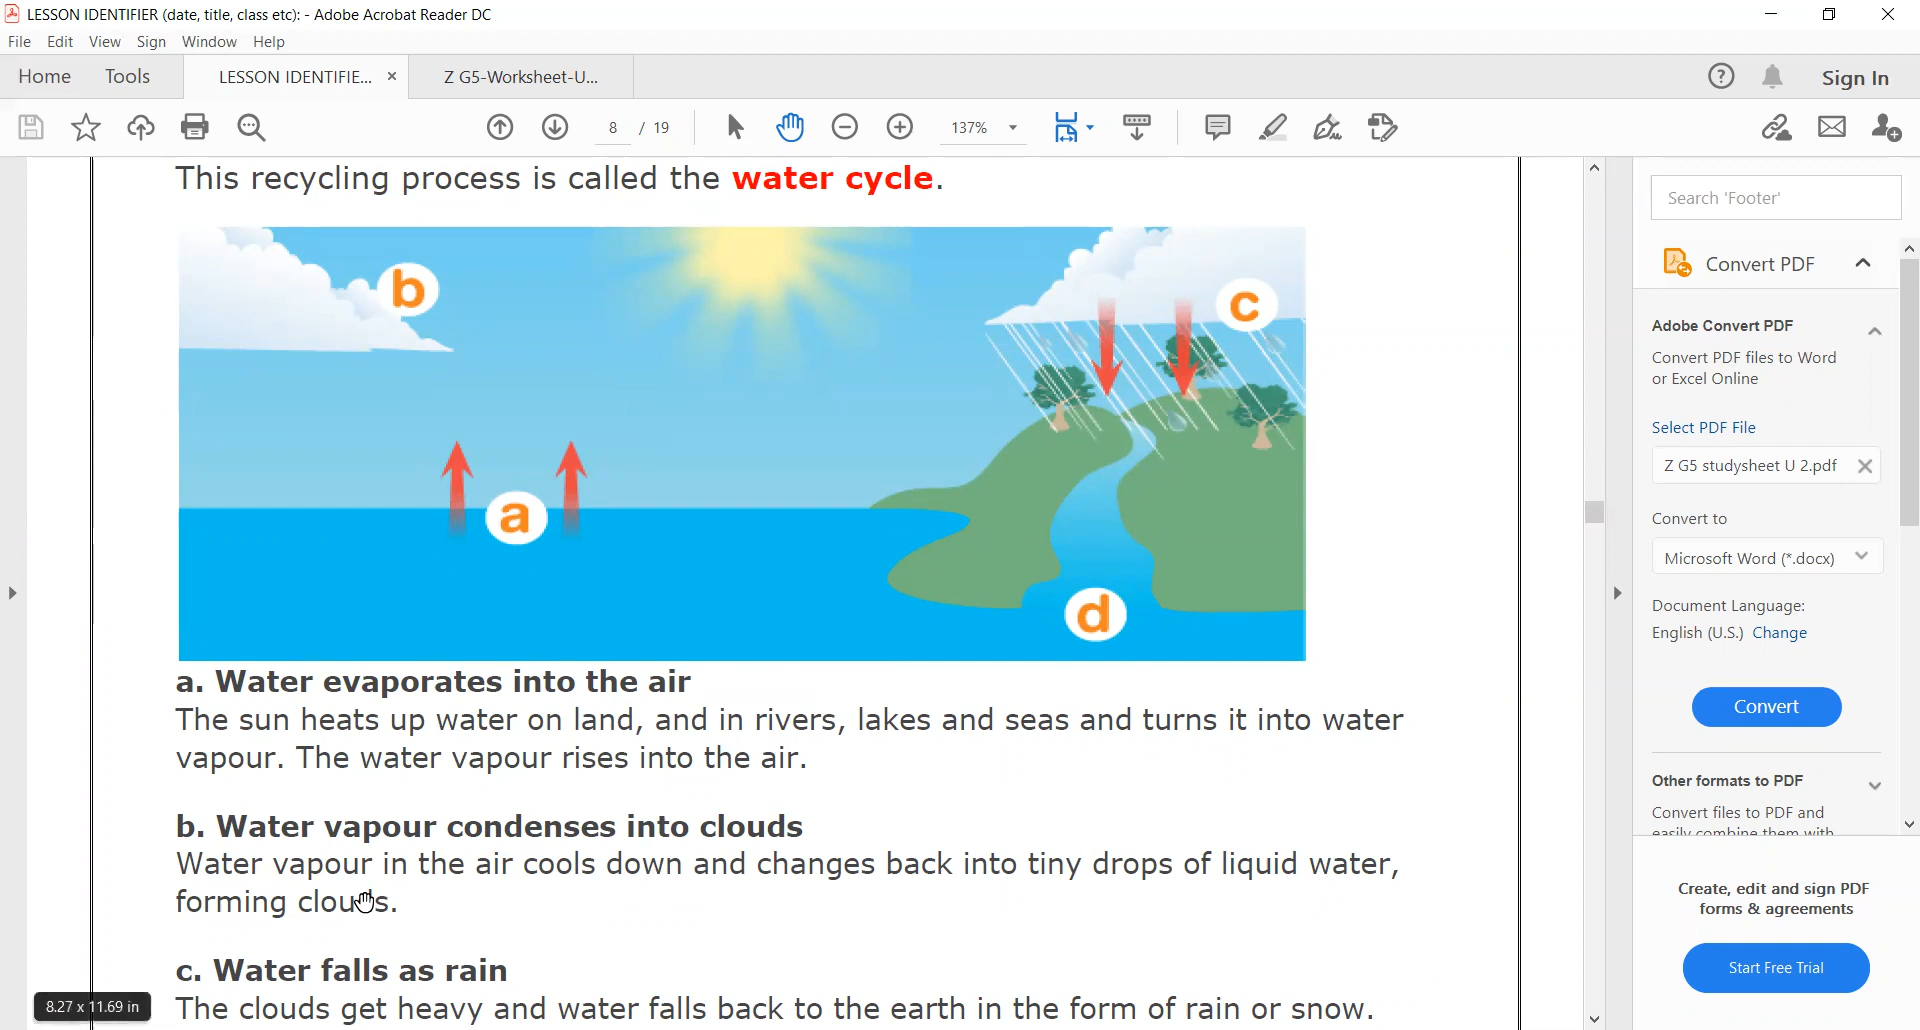 LESSON IDENTIFIER (date, title, class etc): - Adobe Acrobat Reader DC
File Edit View Sign Window Help
Home Tools LESSON IDENTIFIE... × Z G5-Worksheet-U... Sign In
8 / 19 137%
This recycling process is called the water cycle.
b
c
a
d
a. Water evaporates into the air
The sun heats up water on land, and in rivers, lakes and seas and turns it into water
vapour. The water vapour rises into the air.
b. Water vapour condenses into clouds
Water vapour in the air cools down and changes back into tiny drops of liquid water,
forming clouds.
c. Water falls as rain
The clouds get heavy and water falls back to the earth in the form of rain or snow.
8.27 x 11.69 in
Search 'Footer'
Convert PDF
Adobe Convert PDF
Convert PDF files to Word
or Excel Online
Select PDF File
Z G5 studysheet U 2.pdf
Convert to
Microsoft Word (*.docx)
Document Language:
English (U.S.) Change
Convert
Other formats to PDF
Convert files to PDF and
easily combine them with
Create, edit and sign PDF
forms & agreements
Start Free Trial